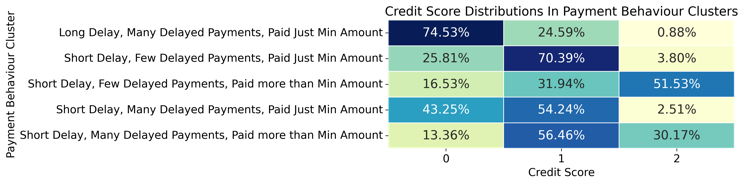 Credit Score Distributions In Payment Behaviour Clusters
Payment Behaviour Cluster
Long Delay, Many Delayed Payments, Paid Just Min Amount 74.53% 24.59% 0.88%
Short Delay, Few Delayed Payments, Paid Just Min Amount 25.81% 70.39% 3.80%
Short Delay, Few Delayed Payments, Paid more than Min Amount 16.53% 31.94% 51.53%
Short Delay, Many Delayed Payments, Paid Just Min Amount 43.25% 54.24% 2.51%
Short Delay, Many Delayed Payments, Paid more than Min Amount 13.36% 56.46% 30.17%
0 1 2
Credit Score